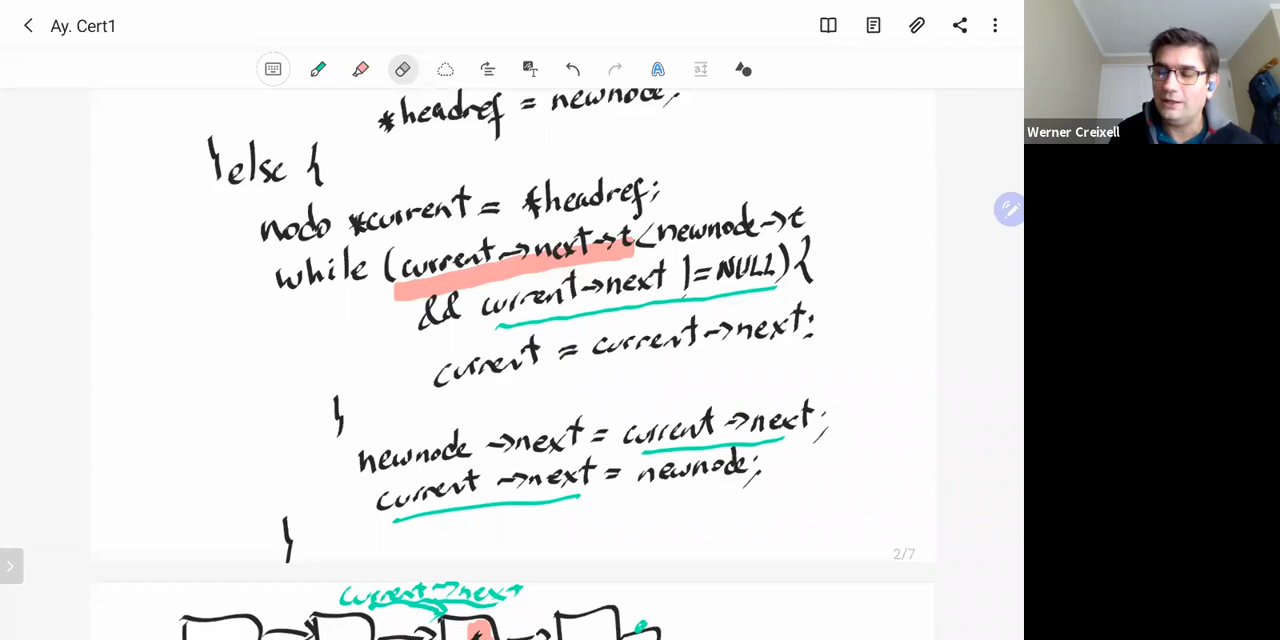 Ay. Cert1
Werner Creixell
*headref = newnode;
}else {
nodo *current = *headref;
while (current->next->t<newnode->t
&& current->next != NULL){
current = current->next;
}
newnode ->next = current ->next;
current ->next = newnode;
}
2/7
current->next